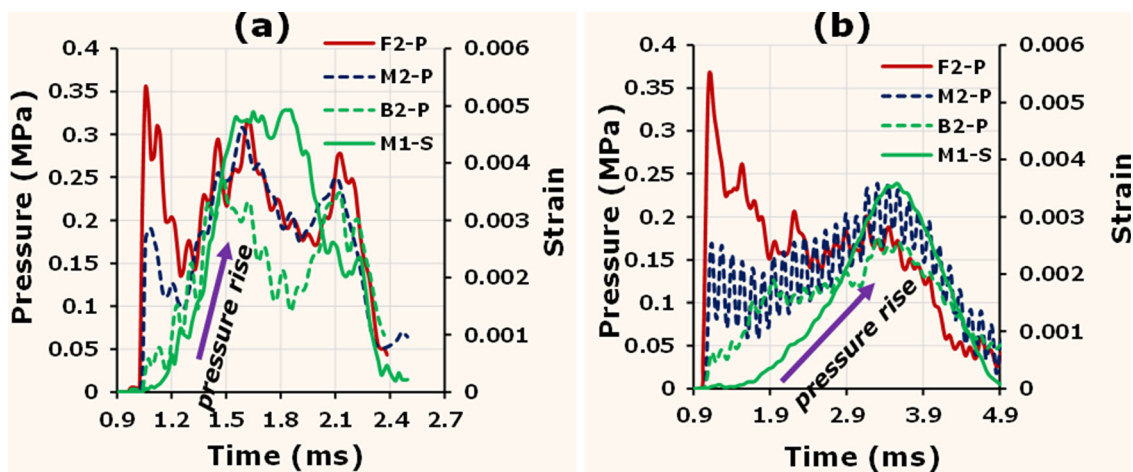 (a)
Pressure (MPa)
0.4
0.35
0.3
0.25
0.2
0.15
0.1
0.05
0
F2-P
M2-P
B2-P
M1-S
pressure rise
0.006
0.005
0.004
0.003
0.002
0.001
0
Strain
0.9 1.2 1.5 1.8 2.1 2.4 2.7
Time (ms)
(b)
Pressure (MPa)
0.4
0.35
0.3
0.25
0.2
0.15
0.1
0.05
0
F2-P
M2-P
B2-P
M1-S
pressure rise
0.006
0.005
0.004
0.003
0.002
0.001
0
Strain
0.9 1.9 2.9 3.9 4.9
Time (ms)